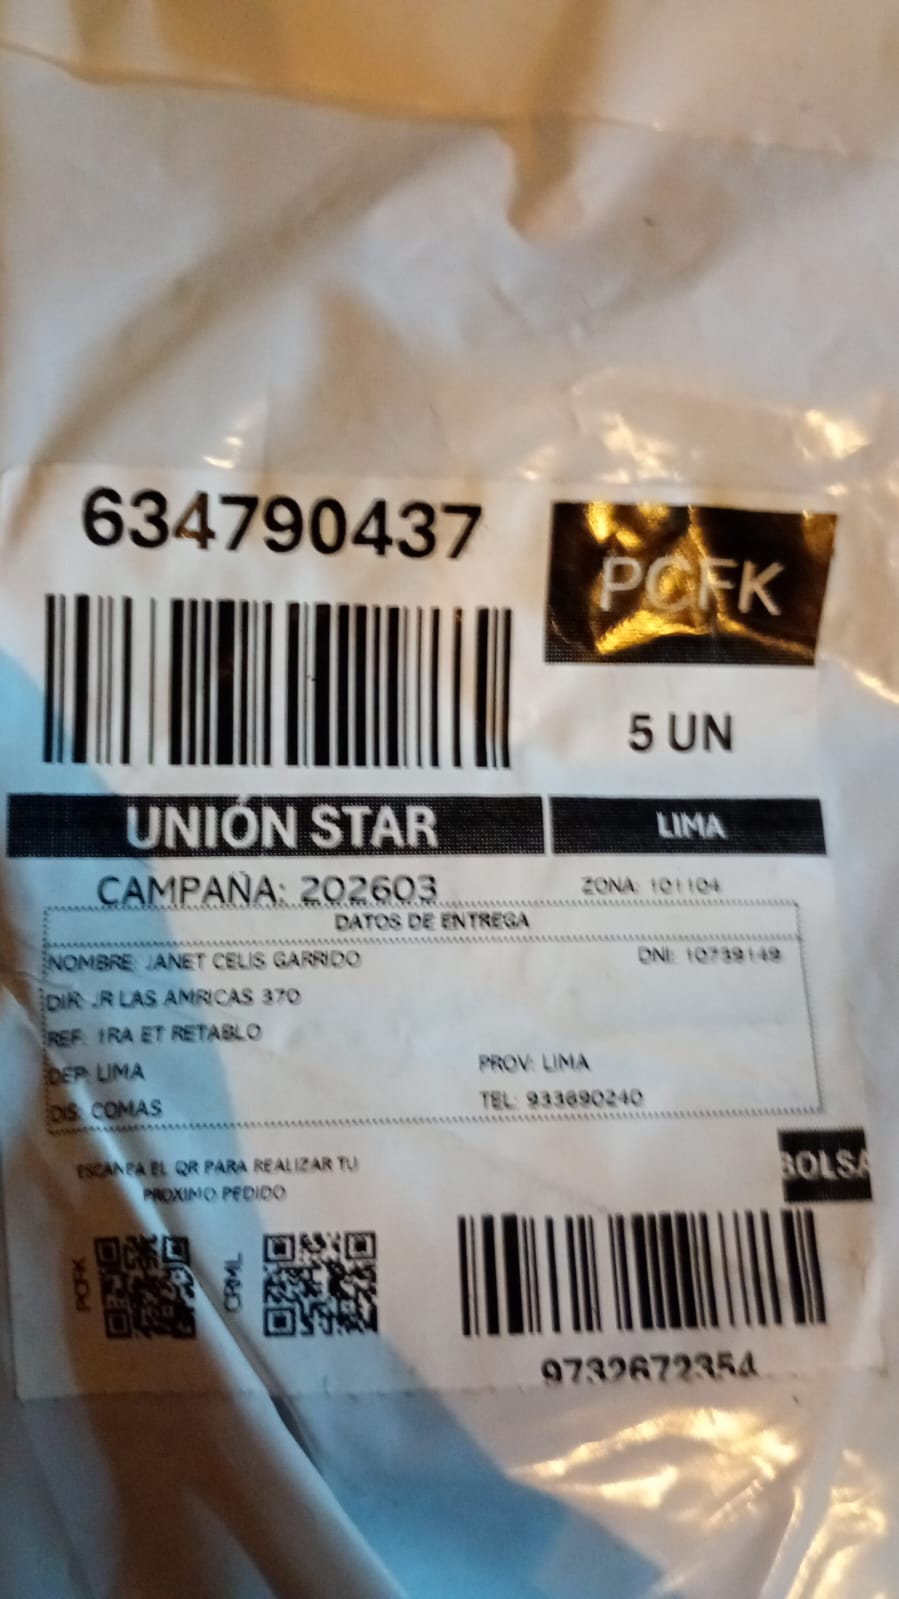 634790437
PCFK
5 UN
UNIÓN STAR
LIMA
CAMPAÑA: 202603
ZONA: 101104
DATOS DE ENTREGA
NOMBRE: JANET CELIS GARRIDO
DNI: 10739149
DIR: JR LAS AMRICAS 370
REF: 1RA ET RETABLO
DEP: LIMA
PROV: LIMA
DIS: COMAS
TEL: 933690240
ESCANEA EL QR PARA REALIZAR TU
PROXIMO PEDIDO
BOLSA
PCFK
CRML
9732672354